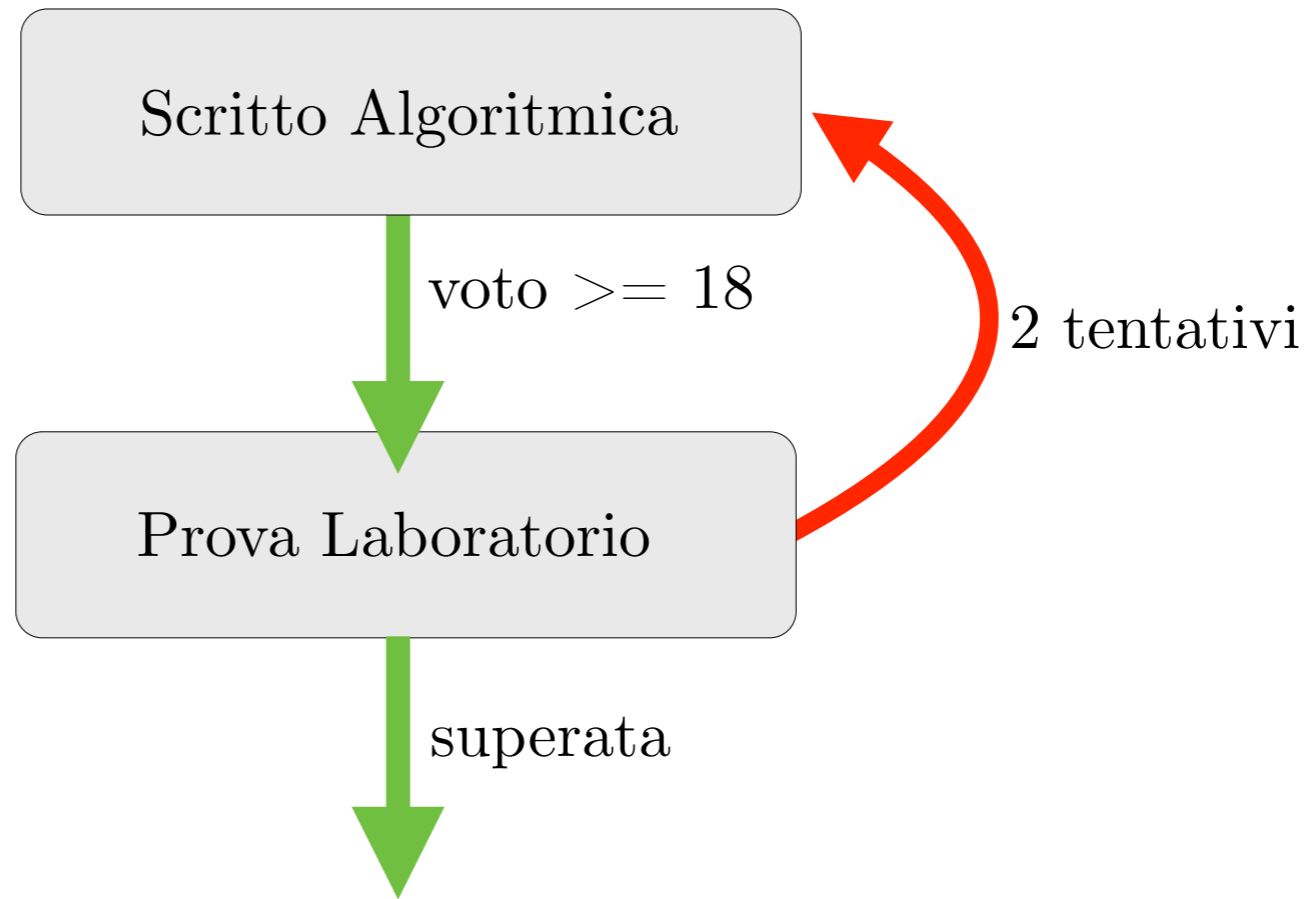 Scritto Algoritmica
voto >= 18
2 tentativi
Prova Laboratorio
superata